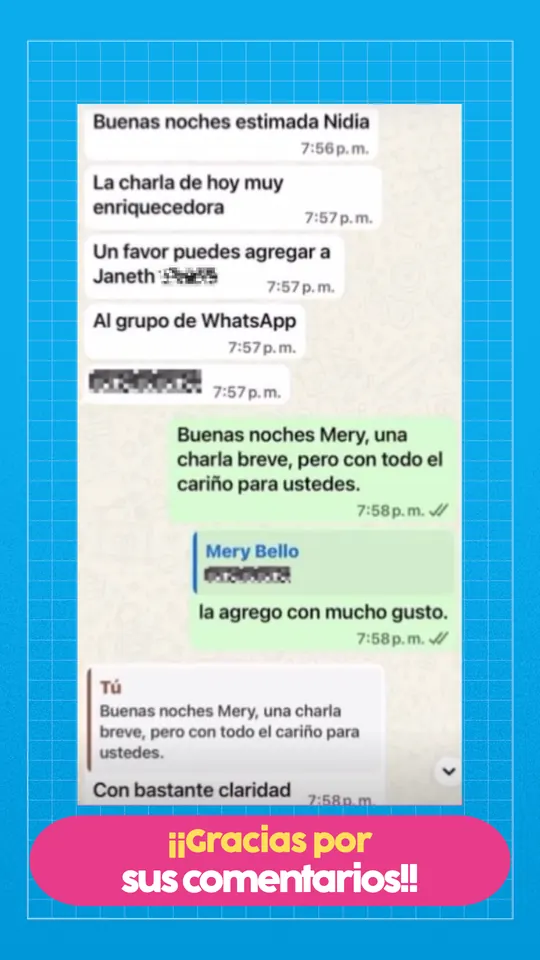 Buenas noches estimada Nidia
7:56 p. m.
La charla de hoy muy
enriquecedora
7:57 p. m.
Un favor puedes agregar a
Janeth
7:57 p. m.
Al grupo de WhatsApp
7:57 p. m.
7:57 p. m.
Buenas noches Mery, una
charla breve, pero con todo el
cariño para ustedes.
7:58 p. m.
Mery Bello
la agrego con mucho gusto.
7:58 p. m.
Tú
Buenas noches Mery, una charla
breve, pero con todo el cariño para
ustedes.
Con bastante claridad
7:58 p. m.
¡¡Gracias por
sus comentarios!!